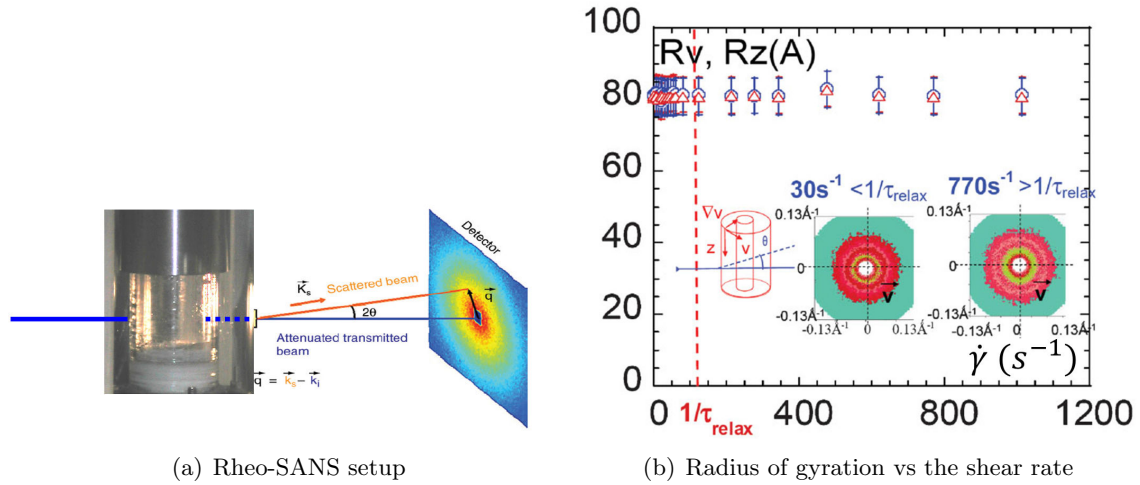 Detector
K⃗s
Scattered beam
q⃗
2θ
Attenuated transmitted
beam
q⃗ = k⃗s – k⃗i
(a) Rheo-SANS setup
Rv, Rz(A)
100
80
60
40
20
0
30s⁻¹ <1/τrelax
770s⁻¹ >1/τrelax
∇v
z
v
θ
0.13Å⁻¹
0
-0.13Å⁻¹
-0.13Å⁻¹ 0 0.13Å⁻¹
v
0.13Å⁻¹
0
-0.13Å⁻¹
-0.13Å⁻¹ 0 0.13Å⁻¹
v
γ̇ (s⁻¹)
0 1/τrelax 400 800 1200
(b) Radius of gyration vs the shear rate